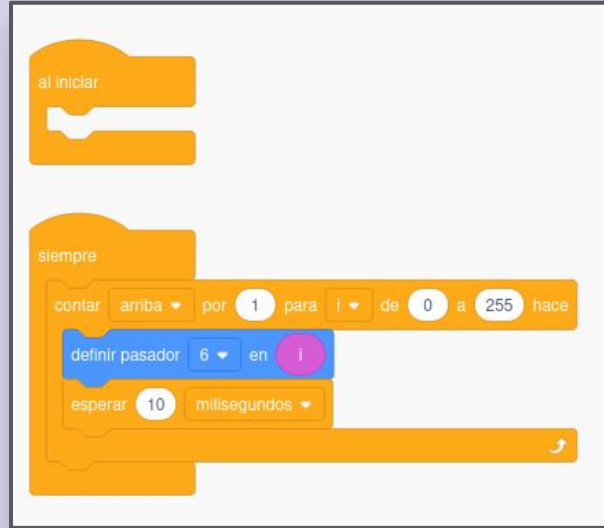 al iniciar
siempre
contar arriba por 1 para i de 0 a 255 hace
definir pasador 6 en i
esperar 10 milisegundos